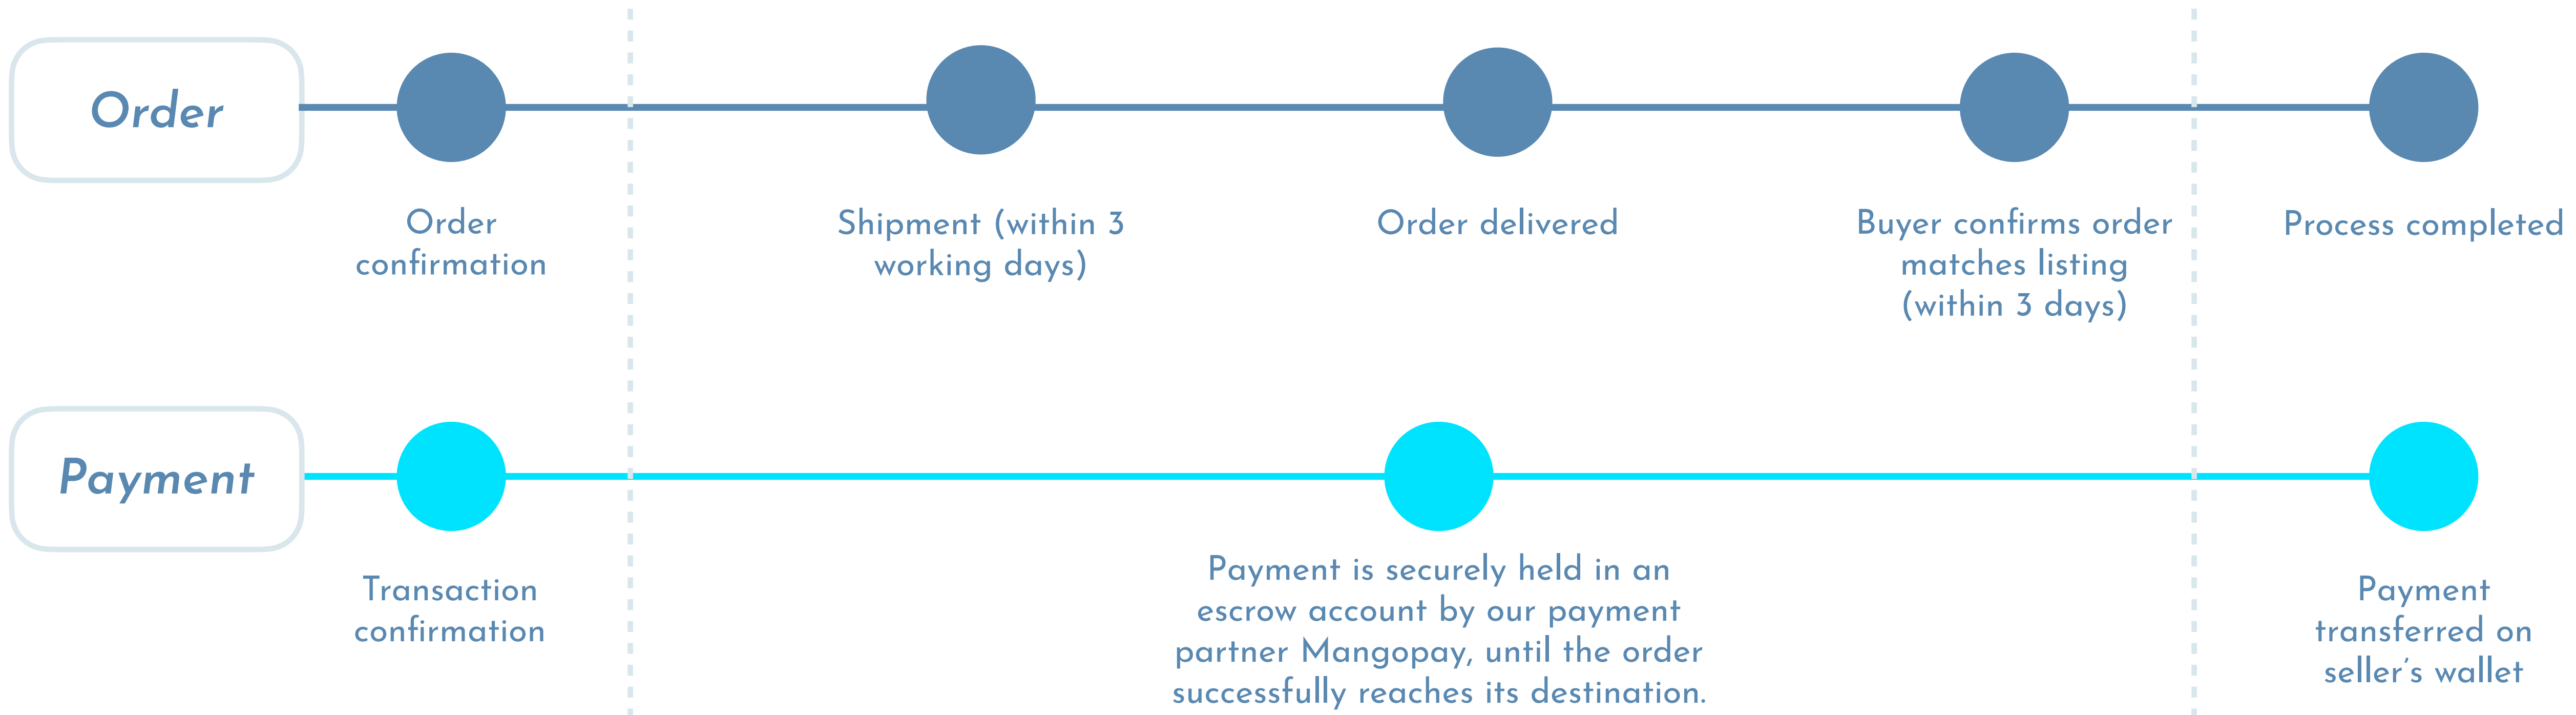 Order
Order
confirmation
Shipment (within 3
working days)
Order delivered
Buyer confirms order
matches listing
(within 3 days)
Process completed
Payment
Transaction
confirmation
Payment is securely held in an
escrow account by our payment
partner Mangopay, until the order
successfully reaches its destination.
Payment
transferred on
seller’s wallet